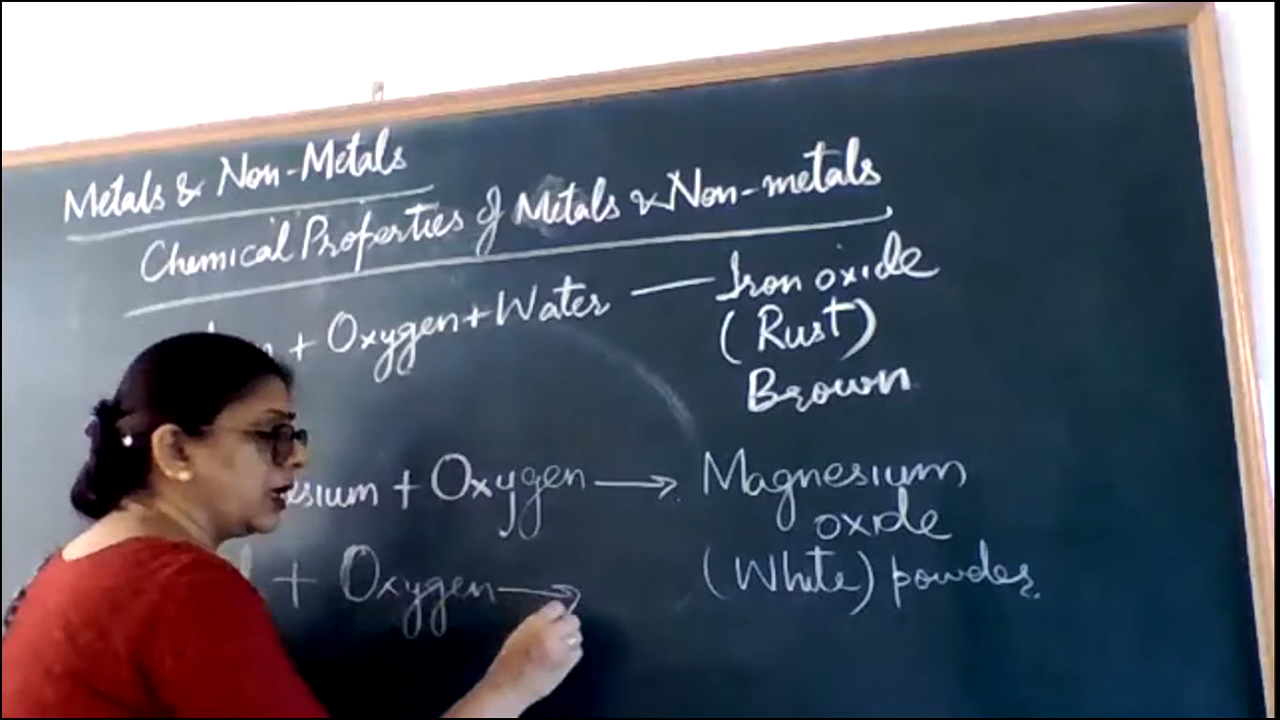 Metals & Non-Metals
Chemical Properties of Metals & Non-metals
+ Oxygen + Water — Iron oxide
(Rust)
Brown
+ Oxygen → Magnesium
oxide
+ Oxygen → (White) powder